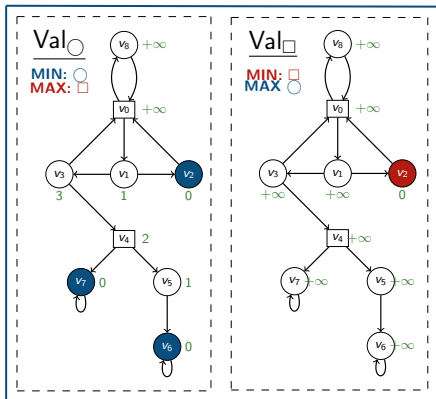 Val○
MIN: ○
MAX: □
v8 +∞
v0 +∞
v3 v1 v2
3 1 0
v4 2
v7 0 v5 1
v6 0
Val□
MIN: □
MAX ○
v8 +∞
v0 +∞
v3 v1 v2
+∞ +∞ 0
v4 +∞
v7 +∞ v5 +∞
v6 +∞